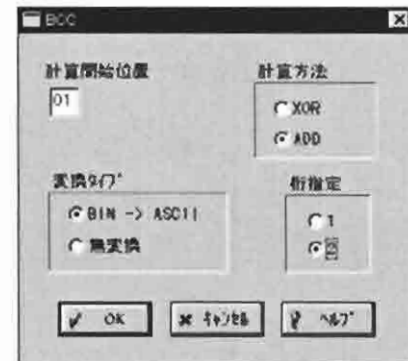 BCC
計算開始位置
01
計算方法
XOR
ADD
変換ﾀｲﾌﾟ
BIN -> ASCII
無変換
桁指定
1
2
OK
ｷｬﾝｾﾙ
ﾍﾙﾌﾟ